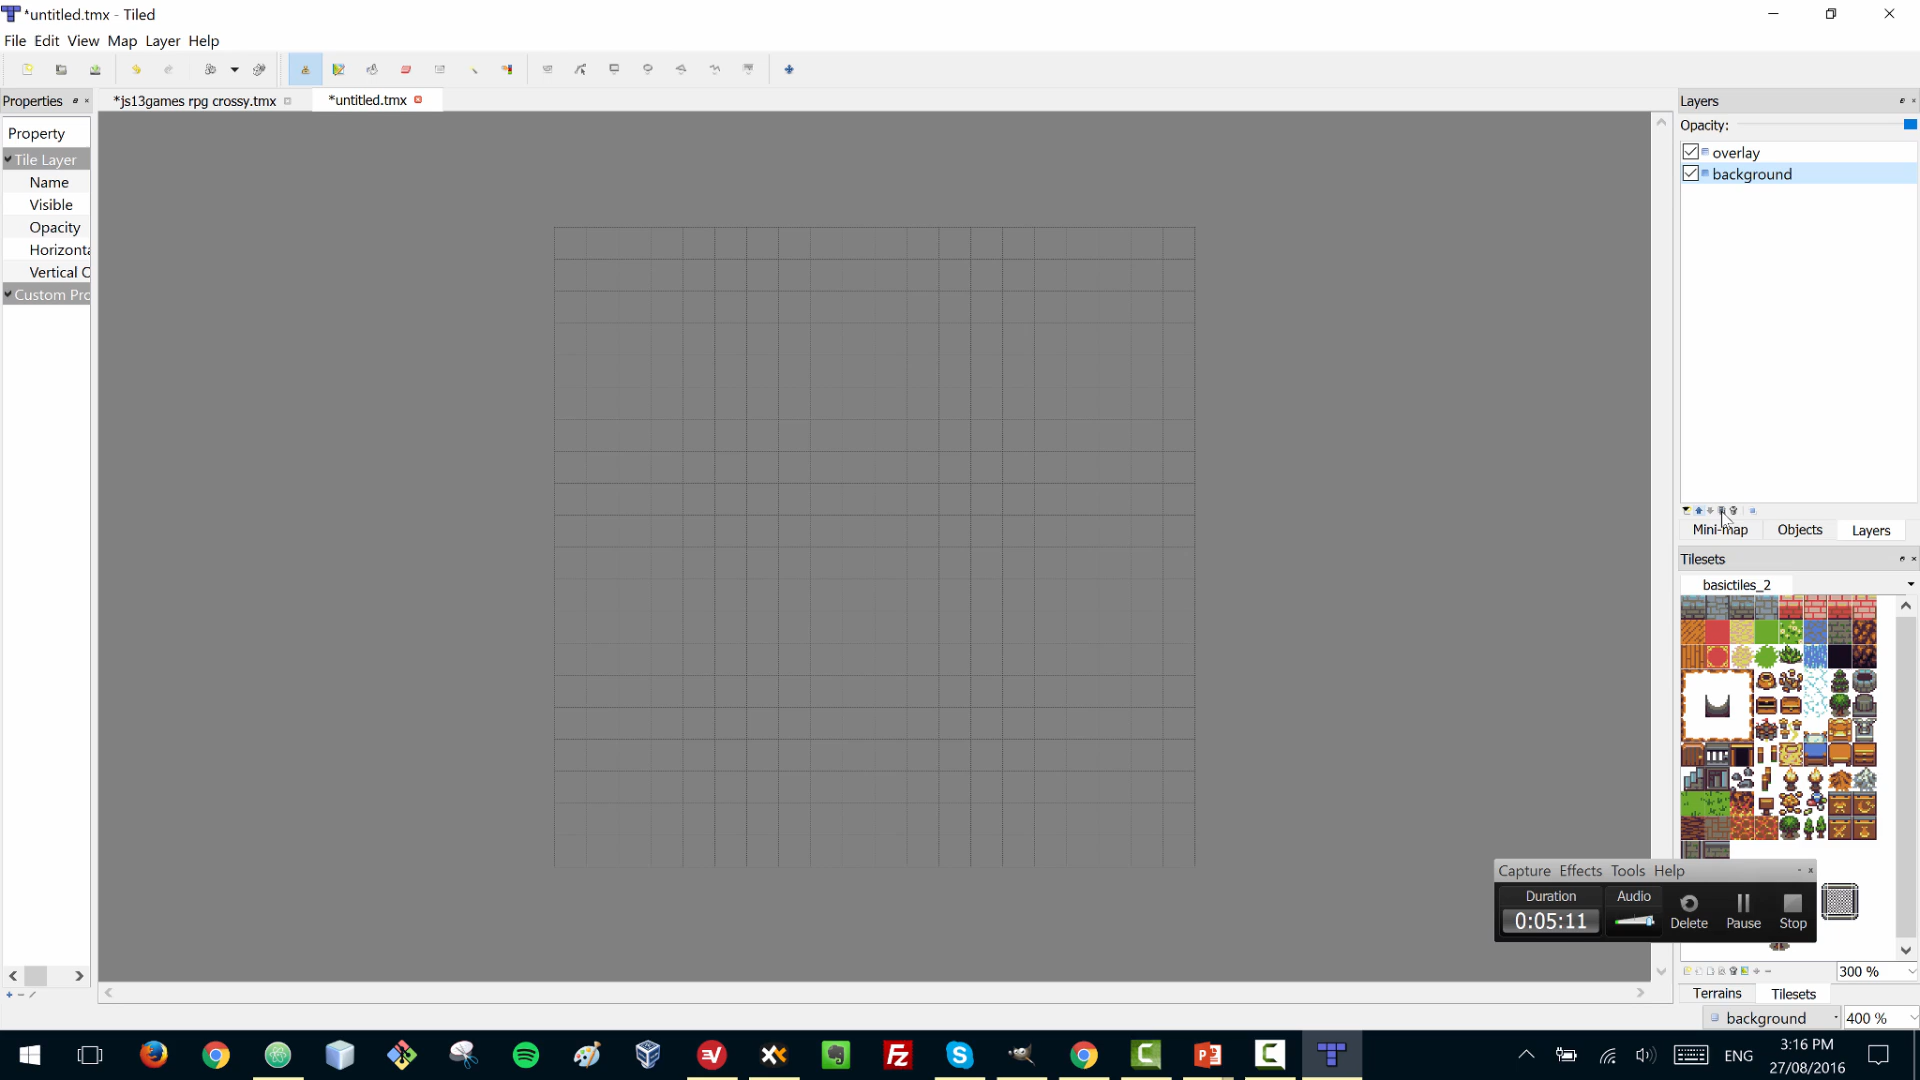 *untitled.tmx - Tiled
File Edit View Map Layer Help
Properties
*js13games rpg crossy.tmx
*untitled.tmx
Layers
Property
Opacity:
Tile Layer
overlay
Name
background
Visible
Opacity
Horizonta
Vertical C
Custom Pro
Mini-map Objects Layers
Tilesets
basictiles_2
Capture Effects Tools Help
Duration Audio
0:05:11 Delete Pause Stop
300 %
Terrains Tilesets
background 400 %
ENG
3:16 PM
27/08/2016